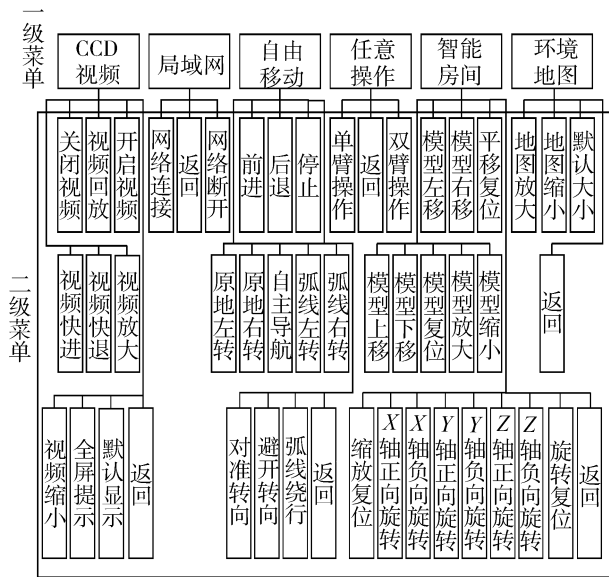 一级菜单
CCD
视频
局域网
自由
移动
任意
操作
智能
房间
环境
地图
二级菜单
关闭视频
视频回放
开启视频
网络连接
返回
网络断开
前进
后退
停止
单臂操作
返回
双臂操作
模型左移
模型右移
平移复位
地图放大
地图缩小
默认大小
视频快进
视频快退
视频放大
原地左转
原地右转
自主导航
弧线左转
弧线右转
模型上移
模型下移
模型复位
模型放大
模型缩小
返回
视频缩小
全屏提示
默认显示
返回
对准转向
避开转向
弧线绕行
返回
缩放复位
X轴正向旋转
X轴负向旋转
Y轴正向旋转
Y轴负向旋转
Z轴正向旋转
Z轴负向旋转
旋转复位
返回